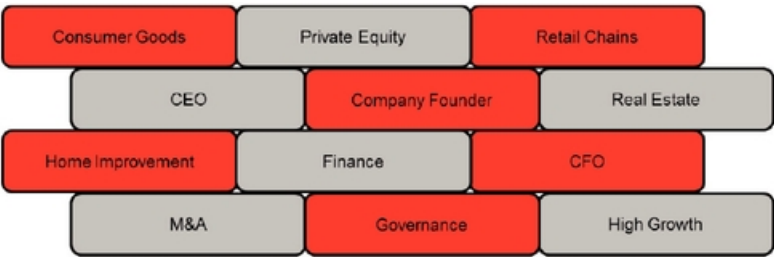 Consumer Goods
Private Equity
Retail Chains
CEO
Company Founder
Real Estate
Home Improvement
Finance
CFO
M&A
Governance
High Growth